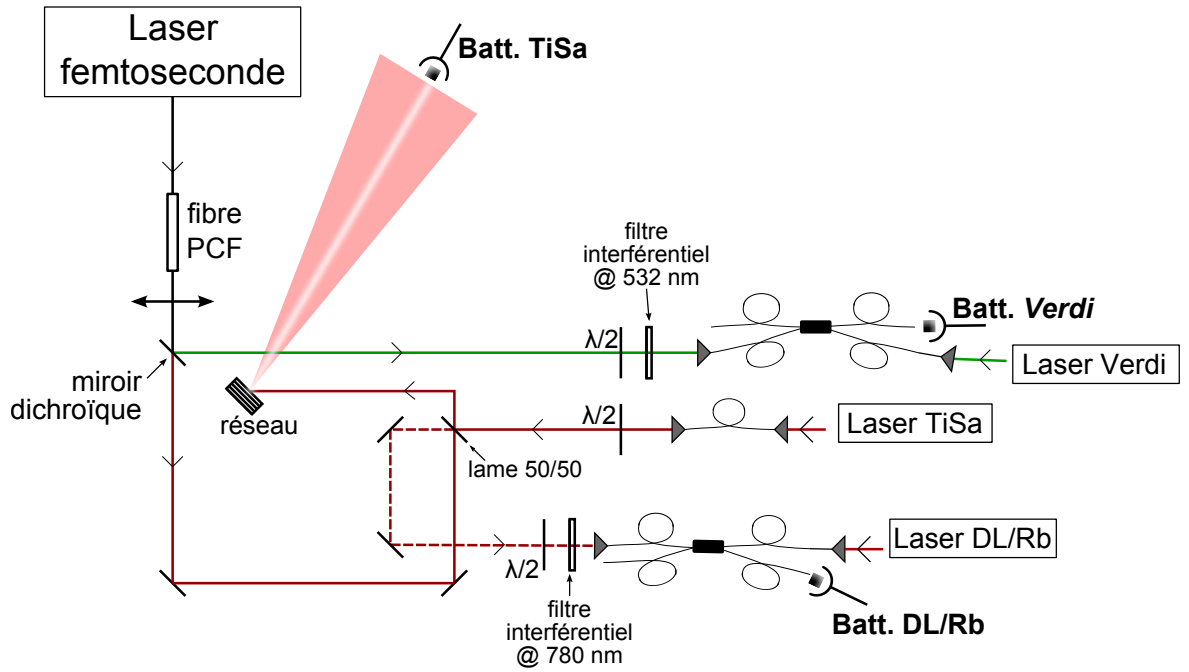 Laser
femtoseconde
Batt. TiSa
fibre
PCF
filtre
interférentiel
@ 532 nm
Batt. Verdi
λ/2
Laser Verdi
miroir
dichroïque
réseau
λ/2
Laser TiSa
lame 50/50
Laser DL/Rb
λ/2
filtre
interférentiel
@ 780 nm
Batt. DL/Rb